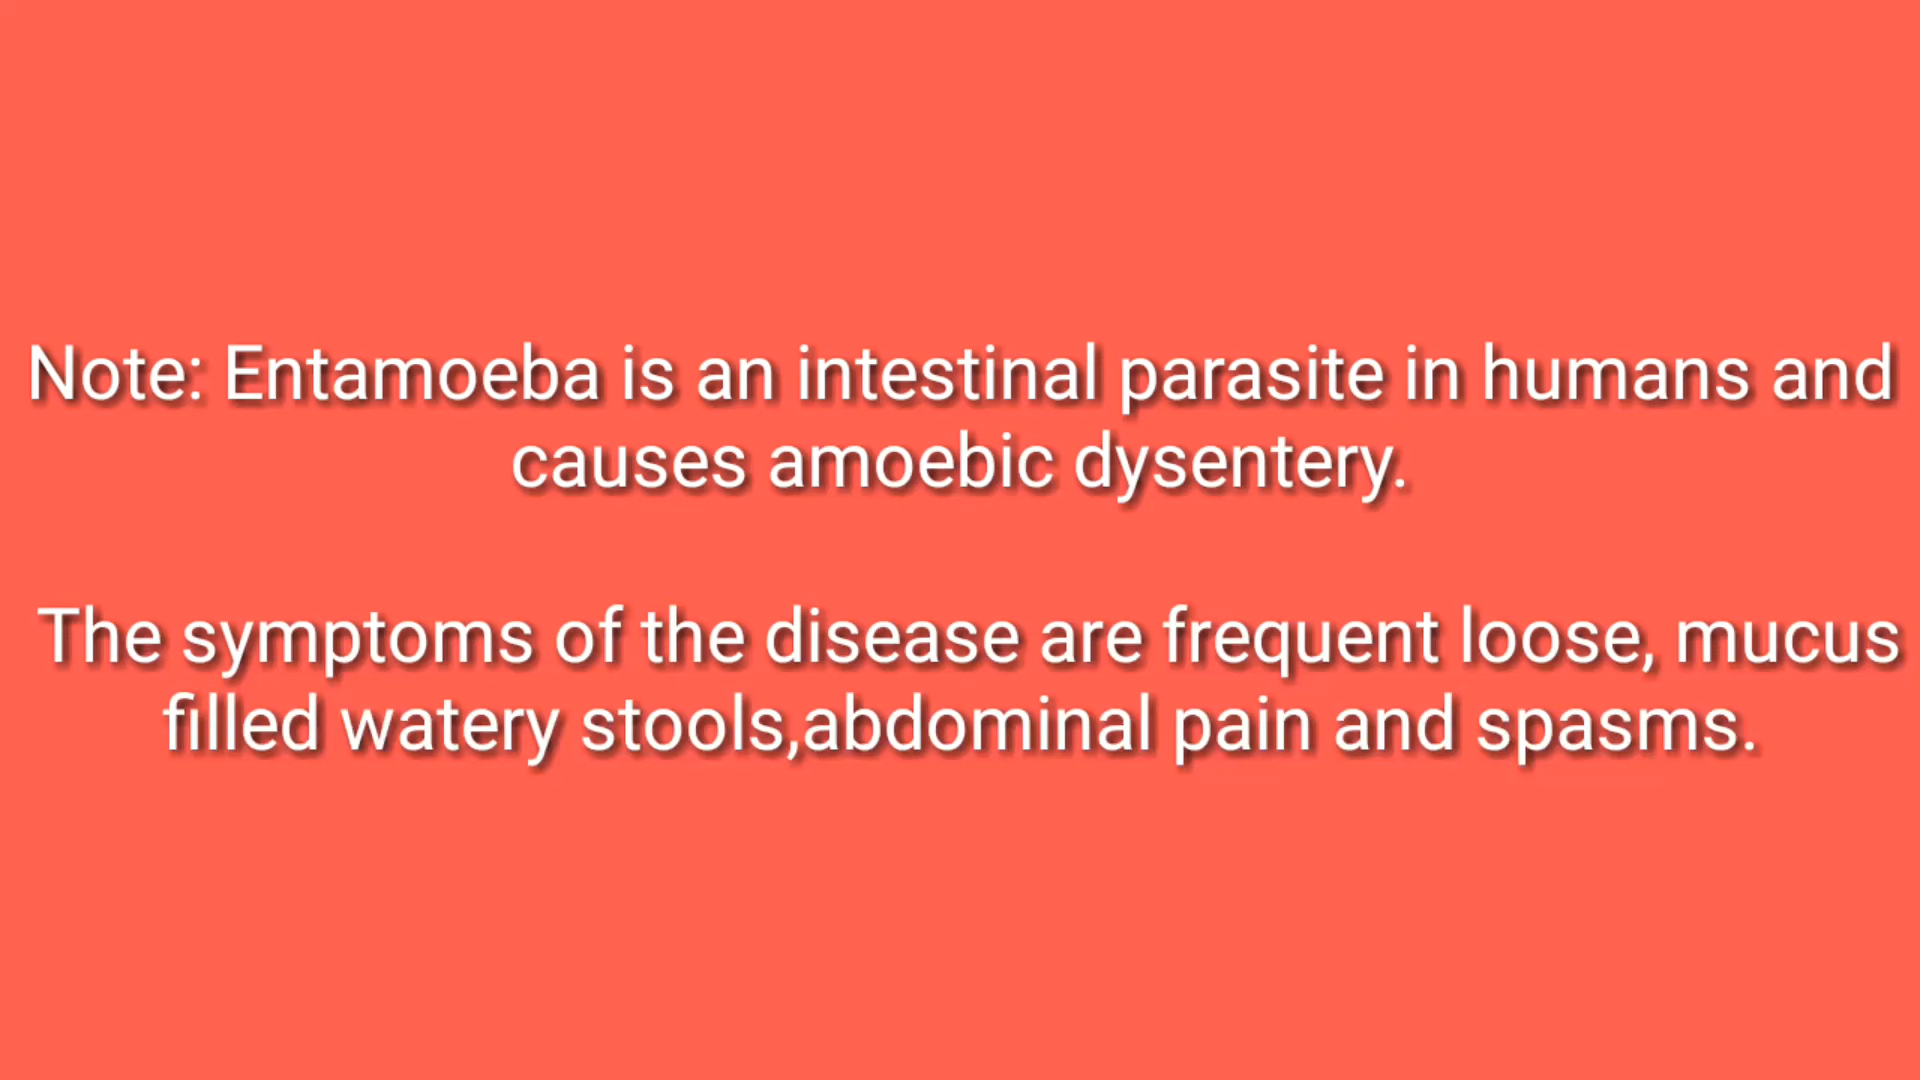 Note: Entamoeba is an intestinal parasite in humans and
causes amoebic dysentery.
The symptoms of the disease are frequent loose, mucus
filled watery stools,abdominal pain and spasms.